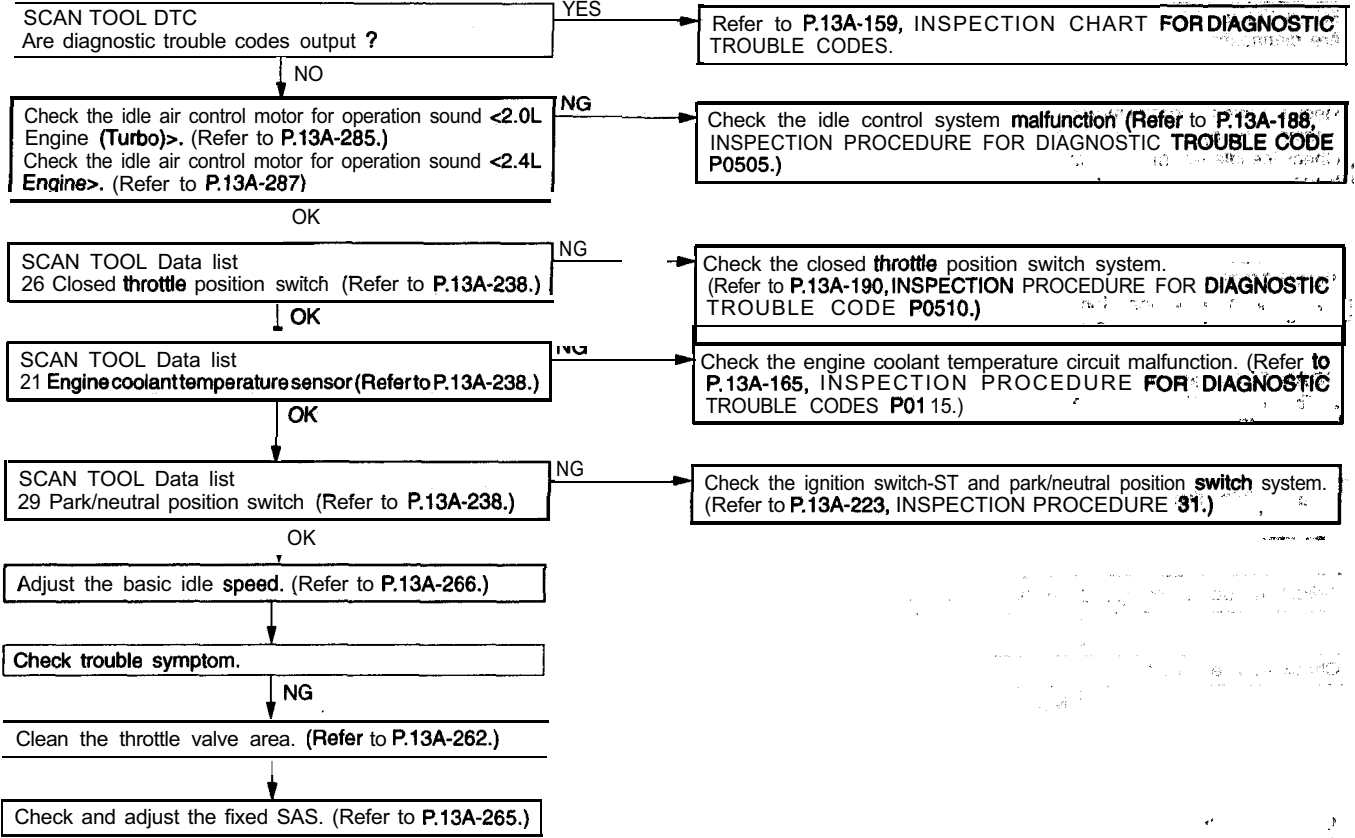 SCAN TOOL DTC
Are diagnostic trouble codes output ?
YES
Refer to P.13A-159, INSPECTION CHART FOR DIAGNOSTIC
TROUBLE CODES.
NO
Check the idle air control motor for operation sound <2.0L
Engine (Turbo)>. (Refer to P.13A-285.)
Check the idle air control motor for operation sound <2.4L
Engine>. (Refer to P.13A-287)
NG
Check the idle control system malfunction (Refer to P.13A-188,
INSPECTION PROCEDURE FOR DIAGNOSTIC TROUBLE CODE
P0505.)
OK
SCAN TOOL Data list
26 Closed throttle position switch (Refer to P.13A-238.)
NG
Check the closed throttle position switch system.
(Refer to P.13A-190, INSPECTION PROCEDURE FOR DIAGNOSTIC
TROUBLE CODE P0510.)
OK
SCAN TOOL Data list
21 Engine coolant temperature sensor (Refer to P.13A-238.)
NG
Check the engine coolant temperature circuit malfunction. (Refer to
P.13A-165, INSPECTION PROCEDURE FOR DIAGNOSTIC
TROUBLE CODES P01 15.)
OK
SCAN TOOL Data list
29 Park/neutral position switch (Refer to P.13A-238.)
NG
Check the ignition switch-ST and park/neutral position switch system.
(Refer to P.13A-223, INSPECTION PROCEDURE 31.)
OK
Adjust the basic idle speed. (Refer to P.13A-266.)
Check trouble symptom.
NG
Clean the throttle valve area. (Refer to P.13A-262.)
Check and adjust the fixed SAS. (Refer to P.13A-265.)